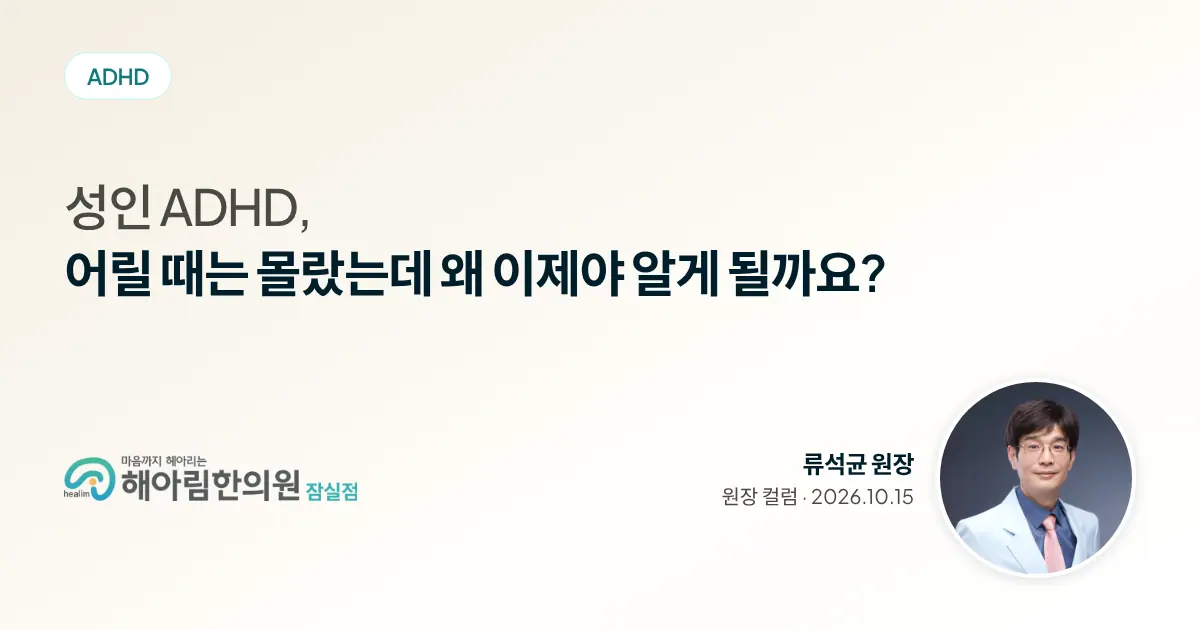 ADHD
성인 ADHD,
어릴 때는 몰랐는데 왜 이제야 알게 될까요?
마음까지 헤아리는
healim 해아림한의원 잠실점
류석균 원장
원장 컬럼 · 2026.10.15